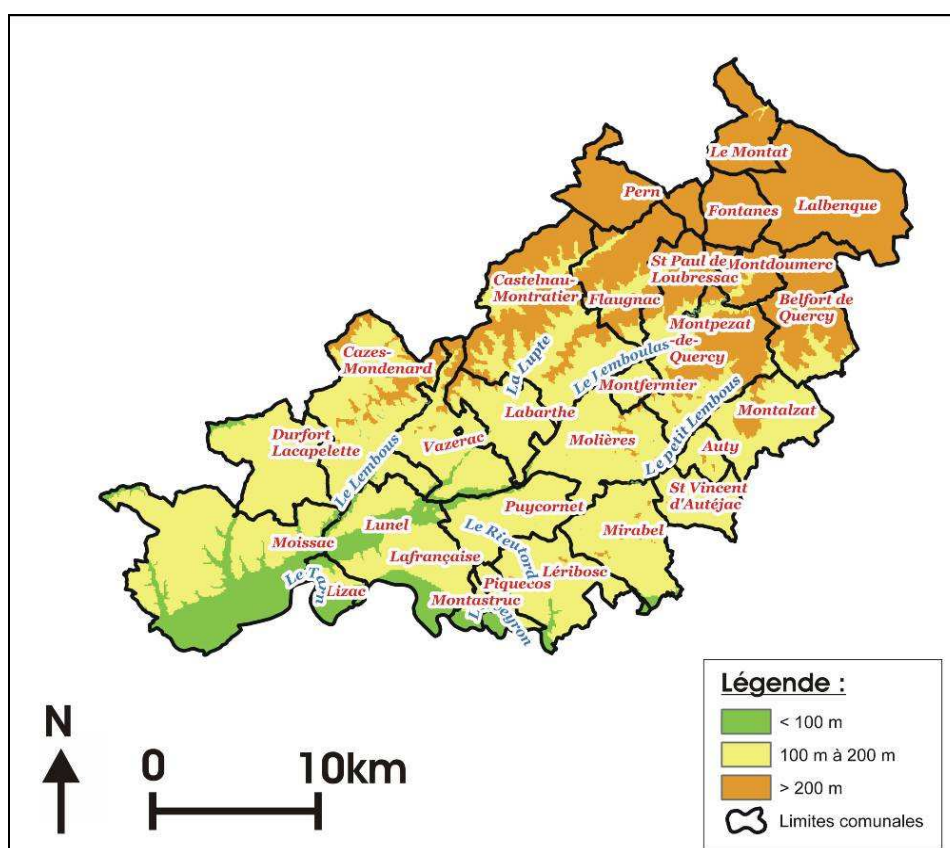 Le Montat
Pern
Fontanes
Lalbenque
St Paul de
Loubressac
Montdoumerc
Castelnau-
Montratier
Flaugnac
Belfort de
Quercy
Montpezat
-de-
Quercy
Cazes-
Mondenard
La Lupte
Le Lemboulas
Montfermier
Labarthe
Le petit Lembous
Montalzat
Durfort
Lacapelette
Le Lembous
Vazerac
Molières
Auty
St Vincent
d'Autéjac
Puycornet
Lunel
Moissac
Le Rieutord
Mirabel
Lafrançaise
Le Tarn
Lizac
Piquecos
Léribosc
Montastruc
N
0
10km
Légende :
< 100 m
100 m à 200 m
> 200 m
Limites comunales